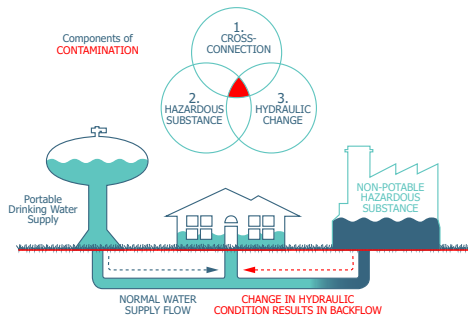 Components of
CONTAMINATION
1.
CROSS-
CONNECTION
2.
HAZARDOUS
SUBSTANCE
3.
HYDRAULIC
CHANGE
Portable
Drinking Water
Supply
NON-POTABLE
HAZARDOUS
SUBSTANCE
NORMAL WATER
SUPPLY FLOW
CHANGE IN HYDRAULIC
CONDITION RESULTS IN BACKFLOW